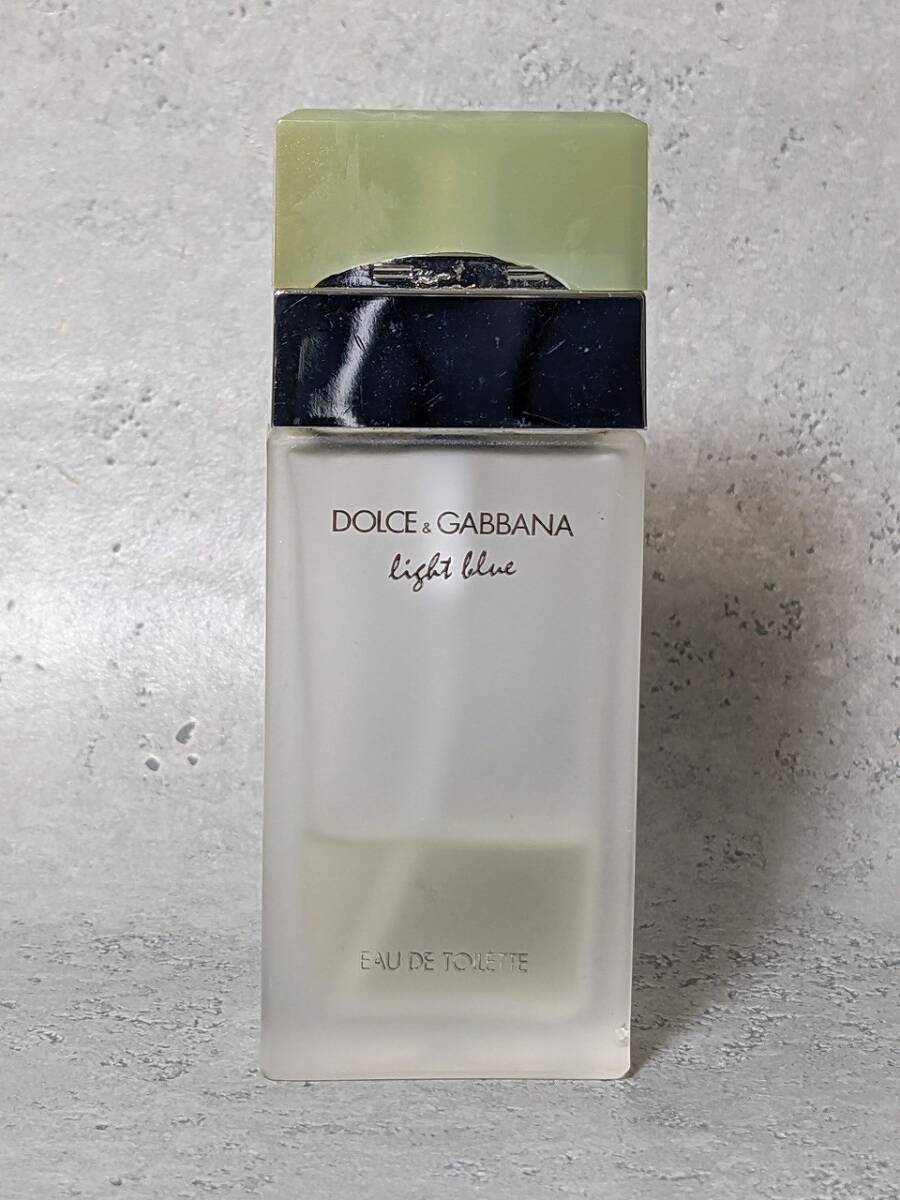 DOLCE & GABBANA
light blue
EAU DE TOILETTE